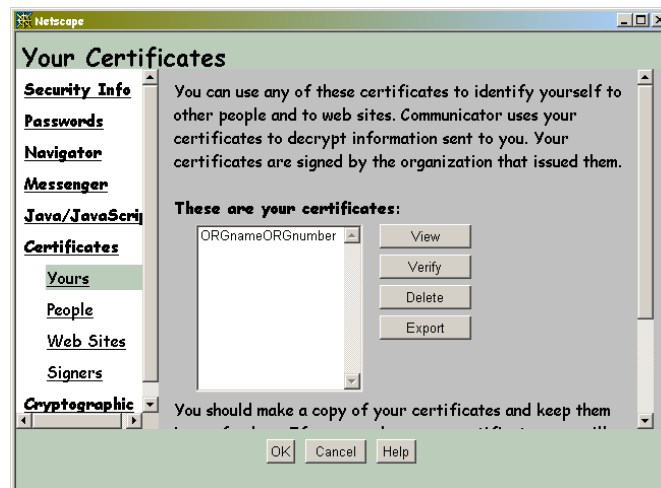 Netscape
Your Certificates
Security Info
Passwords
Navigator
Messenger
Java/JavaScrip
Certificates
Yours
People
Web Sites
Signers
Cryptographic
You can use any of these certificates to identify yourself to
other people and to web sites. Communicator uses your
certificates to decrypt information sent to you. Your
certificates are signed by the organization that issued them.
These are your certificates:
ORGnameORGnumber
View
Verify
Delete
Export
You should make a copy of your certificates and keep them
OK
Cancel
Help